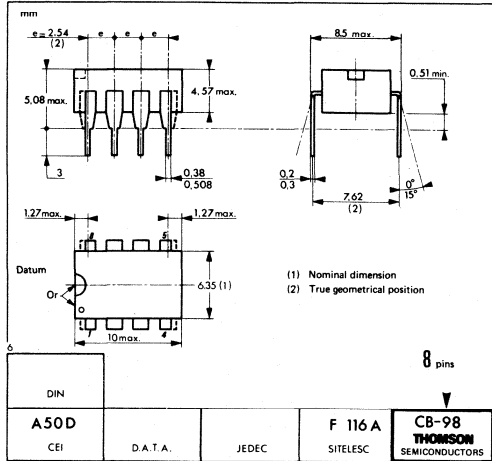 mm
e = 2.54
(2)
e e e
8.5 max.
5,08 max.
4,57 max.
0,51 min.
3
0,38
0,508
0,2
0,3
7,62
(2)
0°
15°
1,27 max.
1,27 max.
8 5
Datum
Or
6.35 (1)
1 4
10 max.
(1) Nominal dimension
(2) True geometrical position
6
8 pins
DIN
A50D
CEI
D.A.T.A.
JEDEC
F 116 A
SITELESC
CB-98
THOMSON
SEMICONDUCTORS